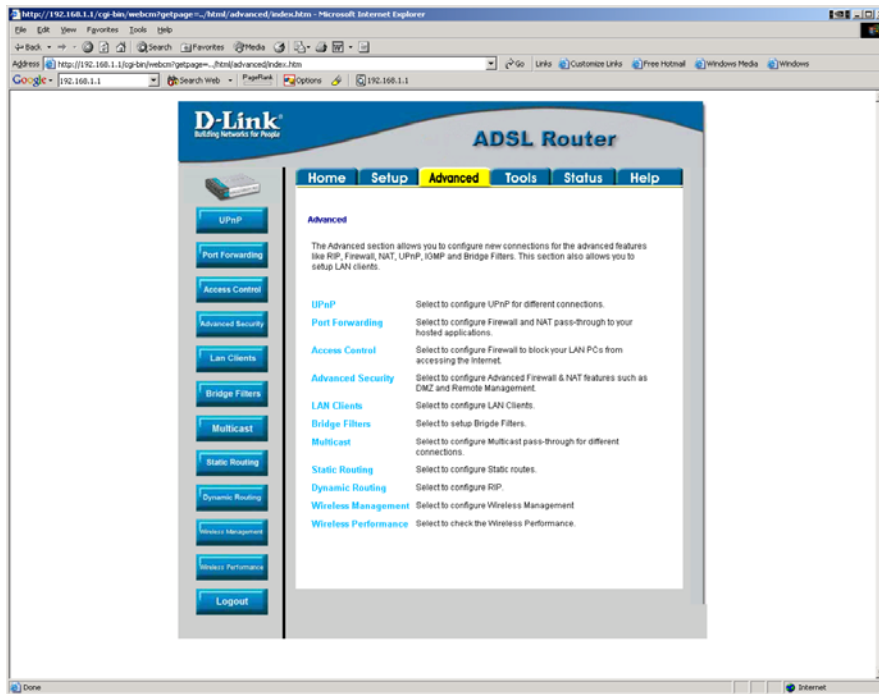 http://192.168.1.1/cgi-bin/webcm?getpage=../html/advanced/index.htm - Microsoft Internet Explorer
File Edit View Favorites Tools Help
Back Search Favorites Media
Address http://192.168.1.1/cgi-bin/webcm?getpage=../html/advanced/index.htm Go Links Customize Links Free Hotmail Windows Media Windows
Google 192.168.1.1 Search Web PageRank Options 192.168.1.1
D-Link
Building Networks for People
ADSL Router
Home Setup Advanced Tools Status Help
UPnP
Port Forwarding
Access Control
Advanced Security
Lan Clients
Bridge Filters
Multicast
Static Routing
Dynamic Routing
Wireless Management
Wireless Performance
Logout
Advanced
The Advanced section allows you to configure new connections for the advanced features
like RIP, Firewall, NAT, UPnP, IGMP and Bridge Filters. This section also allows you to
setup LAN clients.
UPnP Select to configure UPnP for different connections.
Port Forwarding Select to configure Firewall and NAT pass-through to your
hosted applications.
Access Control Select to configure Firewall to block your LAN PCs from
accessing the Internet.
Advanced Security Select to configure Advanced Firewall & NAT features such as
DMZ and Remote Management.
LAN Clients Select to configure LAN Clients.
Bridge Filters Select to setup Brigde Filters.
Multicast Select to configure Multicast pass-through for different
connections.
Static Routing Select to configure Static routes.
Dynamic Routing Select to configure RIP.
Wireless Management Select to configure Wireless Management
Wireless Performance Select to check the Wireless Performance.
Done Internet